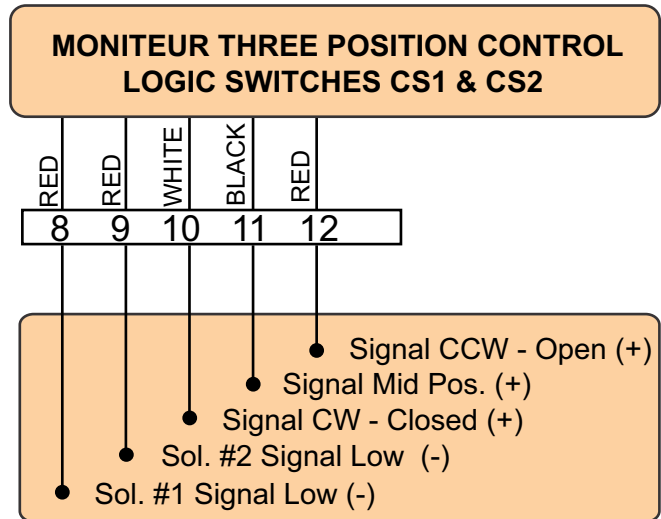 MONITEUR THREE POSITION CONTROL
LOGIC SWITCHES CS1 & CS2
RED RED WHITE BLACK RED
8 9 10 11 12
Signal CCW - Open (+)
Signal Mid Pos. (+)
Signal CW - Closed (+)
Sol. #2 Signal Low (-)
Sol. #1 Signal Low (-)